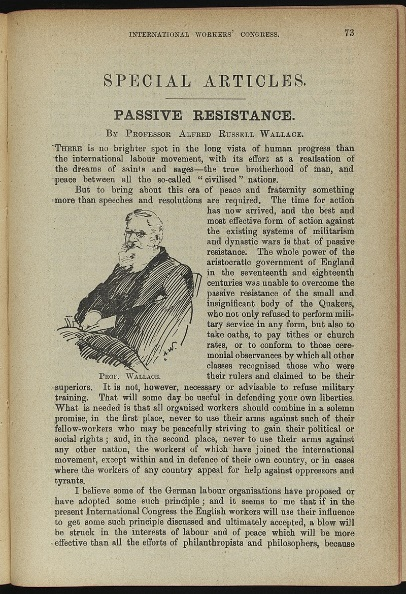 INTERNATIONAL WORKERS' CONGRESS. 73
SPECIAL ARTICLES.
PASSIVE RESISTANCE.
BY PROFESSOR ALFRED RUSSELL WALLACE.
THERE is no brighter spot in the long vista of human progress than
the international labour movement, with its effort at a realisation of
the dreams of saints and sages—the true brotherhood of man, and
peace between all the so-called "civilised" nations.
But to bring about this era of peace and fraternity something
more than speeches and resolutions are required. The time for action
has now arrived, and the best and
most effective form of action against
the existing systems of militarism
and dynastic wars is that of passive
resistance. The whole power of the
aristocratic government of England
in the seventeenth and eighteenth
centuries was unable to overcome the
passive resistance of the small and
insignificant body of the Quakers,
who not only refused to perform mili-
tary service in any form, but also to
take oaths, to pay tithes or church
rates, or to conform to those cere-
monial observances by which all other
classes recognised those who were
their rulers and claimed to be their
PROF. WALLACE.
superiors. It is not, however, necessary or advisable to refuse military
training. That will some day be useful in defending your own liberties.
What is needed is that all organised workers should combine in a solemn
promise, in the first place, never to use their arms against such of their
fellow-workers who may be peacefully striving to gain their political or
social rights; and, in the second place, never to use their arms against
any other nation, the workers of which have joined the international
movement, except within and in defence of their own country, or in cases
where the workers of any country appeal for help against oppressors and
tyrants.
I believe some of the German labour organisations have proposed or
have adopted some such principle; and it seems to me that if in the
present International Congress the English workers will use their influence
to get some such principle discussed and ultimately accepted, a blow will
be struck in the interests of labour and of peace which will be more
effective than all the efforts of philanthropists and philosophers, because